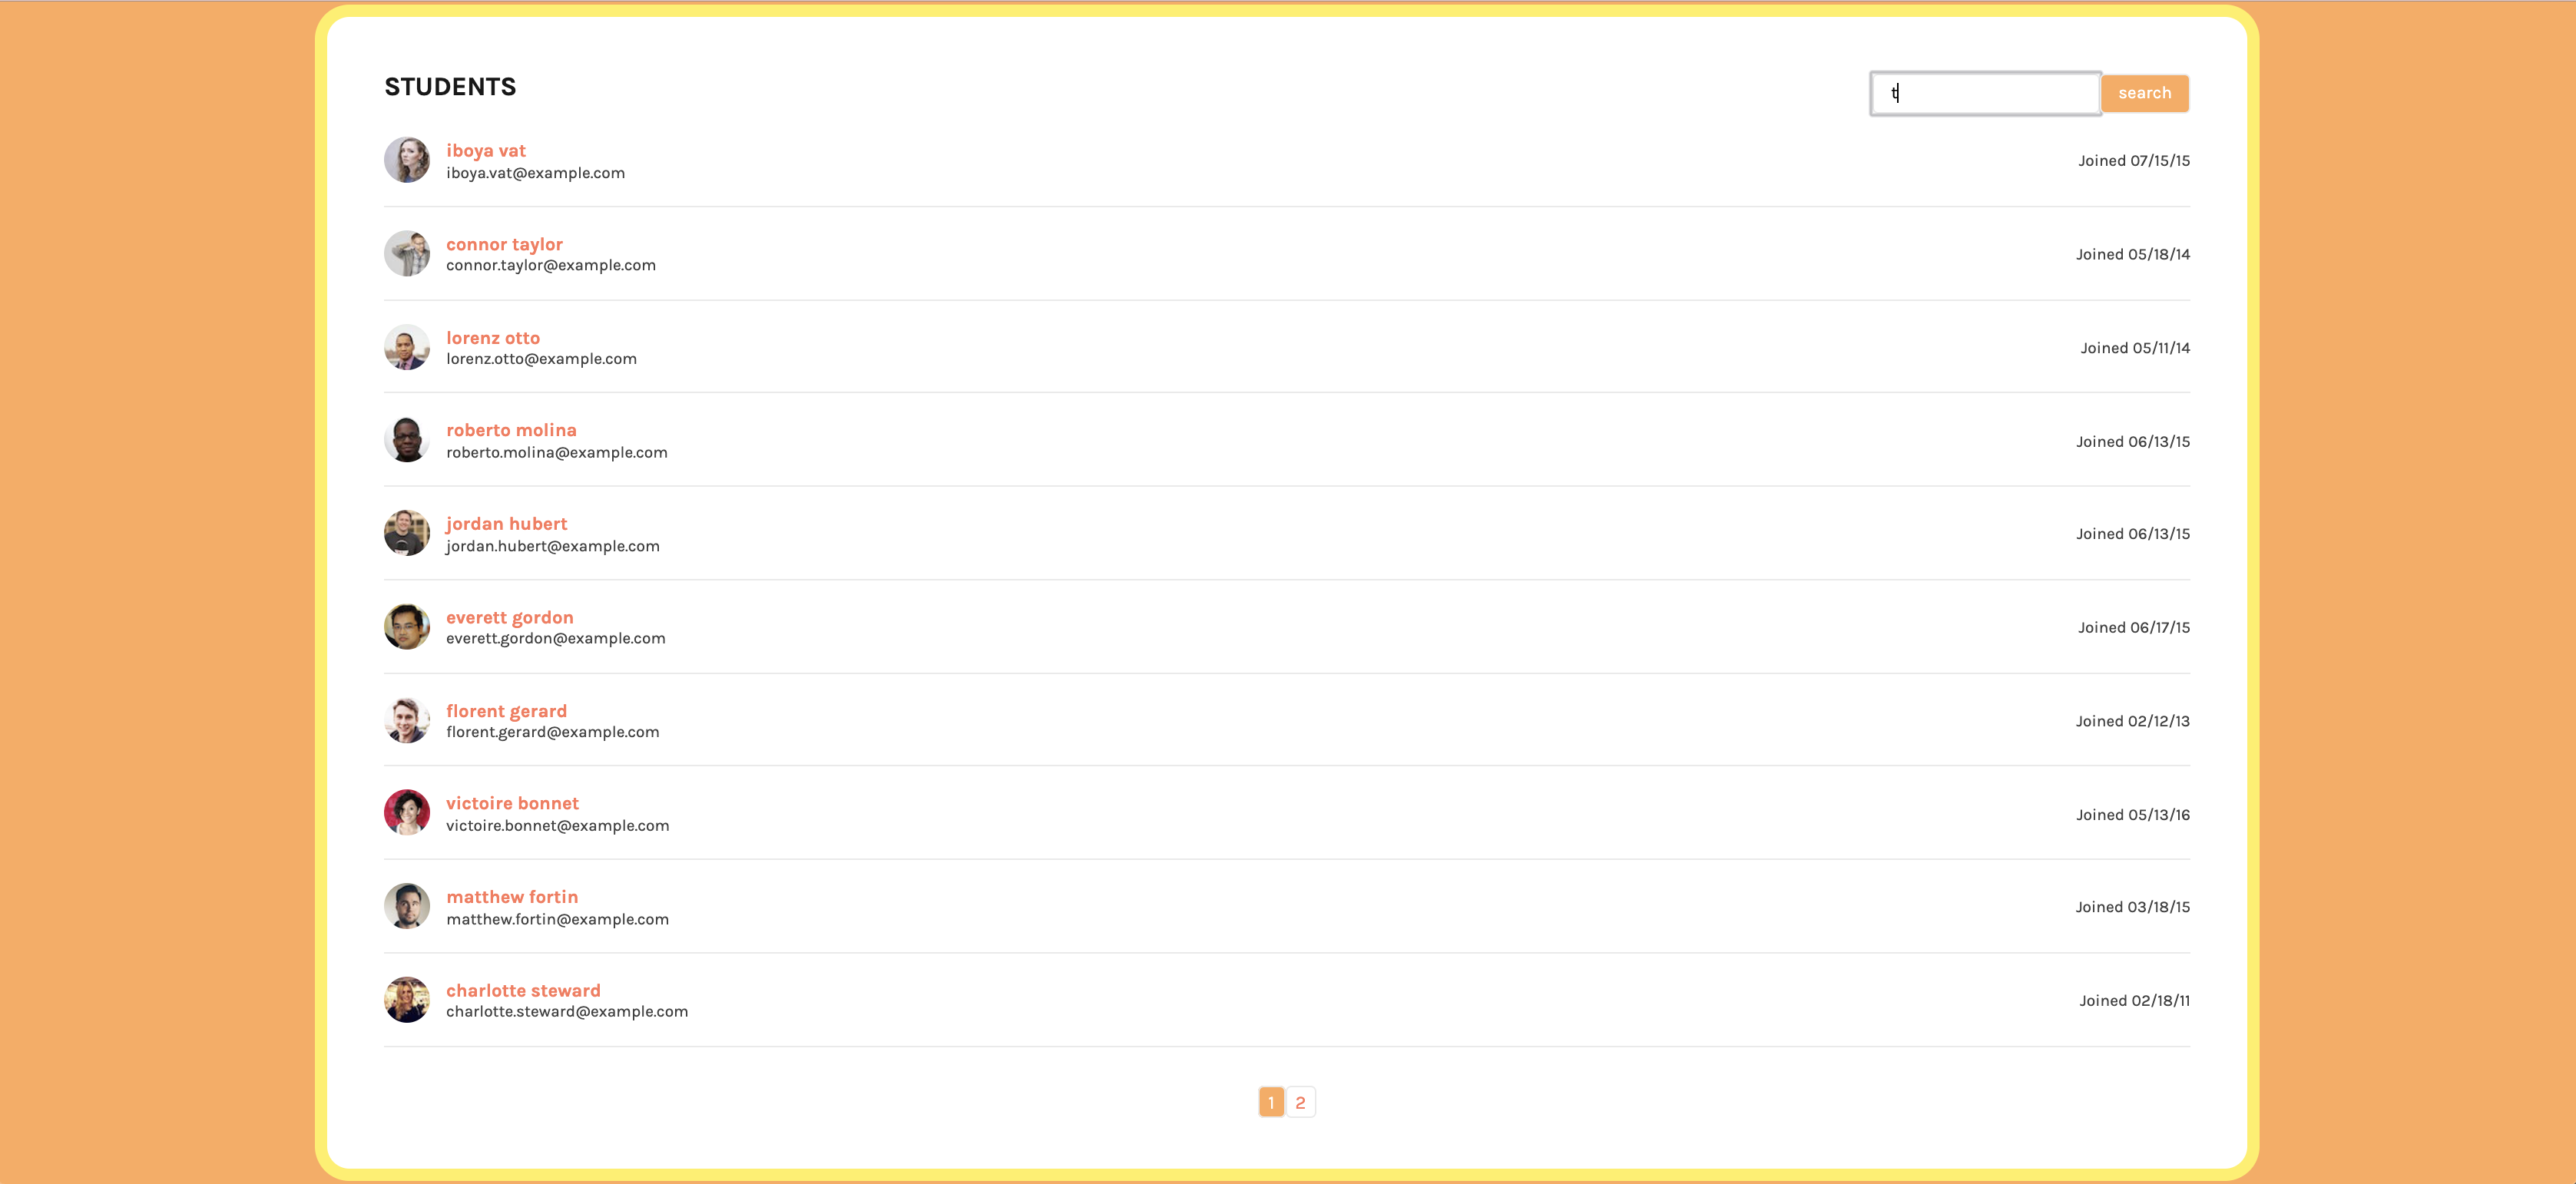 STUDENTS
t
search
iboya vat
iboya.vat@example.com
Joined 07/15/15
connor taylor
connor.taylor@example.com
Joined 05/18/14
lorenz otto
lorenz.otto@example.com
Joined 05/11/14
roberto molina
roberto.molina@example.com
Joined 06/13/15
jordan hubert
jordan.hubert@example.com
Joined 06/13/15
everett gordon
everett.gordon@example.com
Joined 06/17/15
florent gerard
florent.gerard@example.com
Joined 02/12/13
victoire bonnet
victoire.bonnet@example.com
Joined 05/13/16
matthew fortin
matthew.fortin@example.com
Joined 03/18/15
charlotte steward
charlotte.steward@example.com
Joined 02/18/11
1 2